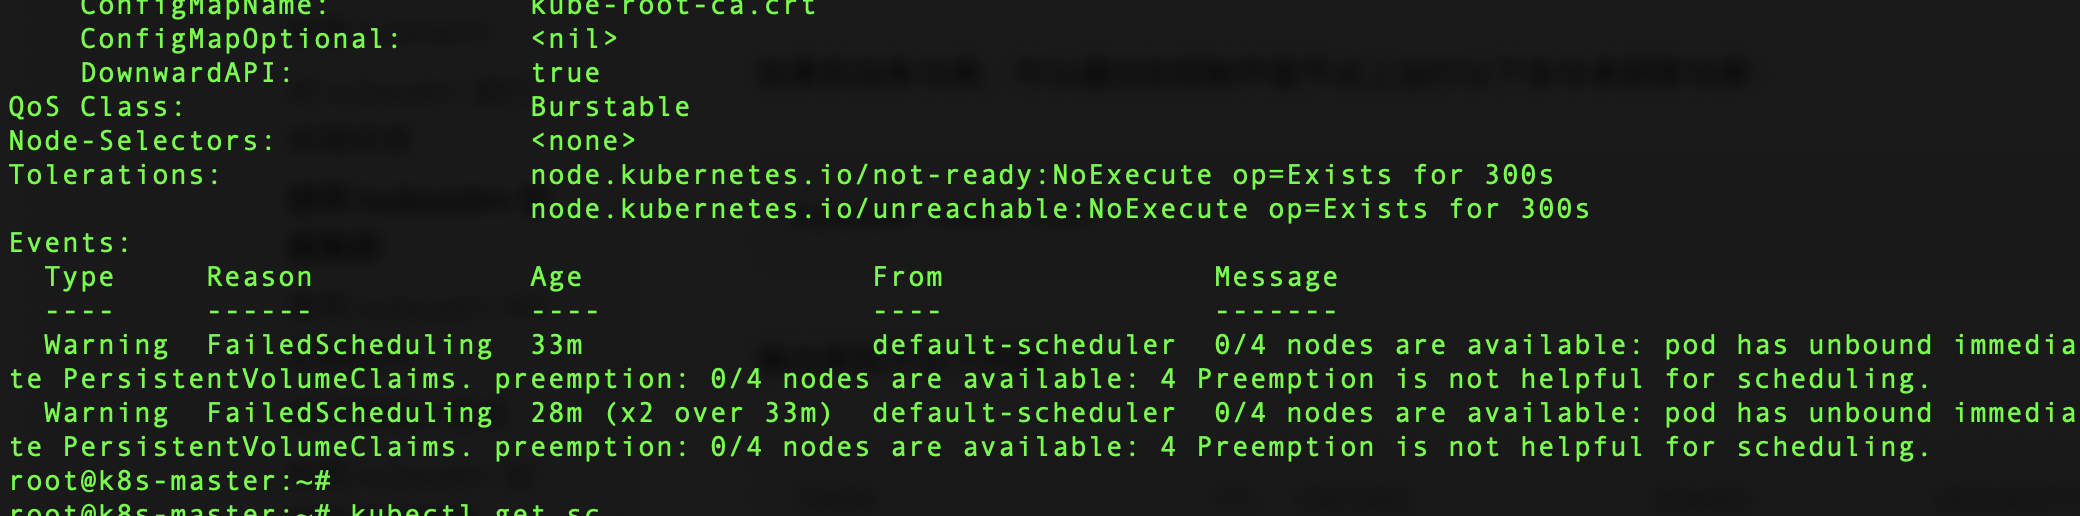 ConfigMapName: kube-root-ca.crt
ConfigMapOptional: <nil>
DownwardAPI: true
QoS Class: Burstable
Node-Selectors: <none>
Tolerations: node.kubernetes.io/not-ready:NoExecute op=Exists for 300s
node.kubernetes.io/unreachable:NoExecute op=Exists for 300s
Events:
Type Reason Age From Message
---- ------ ---- ---- -------
Warning FailedScheduling 33m default-scheduler 0/4 nodes are available: pod has unbound immedia
te PersistentVolumeClaims. preemption: 0/4 nodes are available: 4 Preemption is not helpful for scheduling.
Warning FailedScheduling 28m (x2 over 33m) default-scheduler 0/4 nodes are available: pod has unbound immedia
te PersistentVolumeClaims. preemption: 0/4 nodes are available: 4 Preemption is not helpful for scheduling.
root@k8s-master:~#
root@k8s-master:~# kubectl get sc